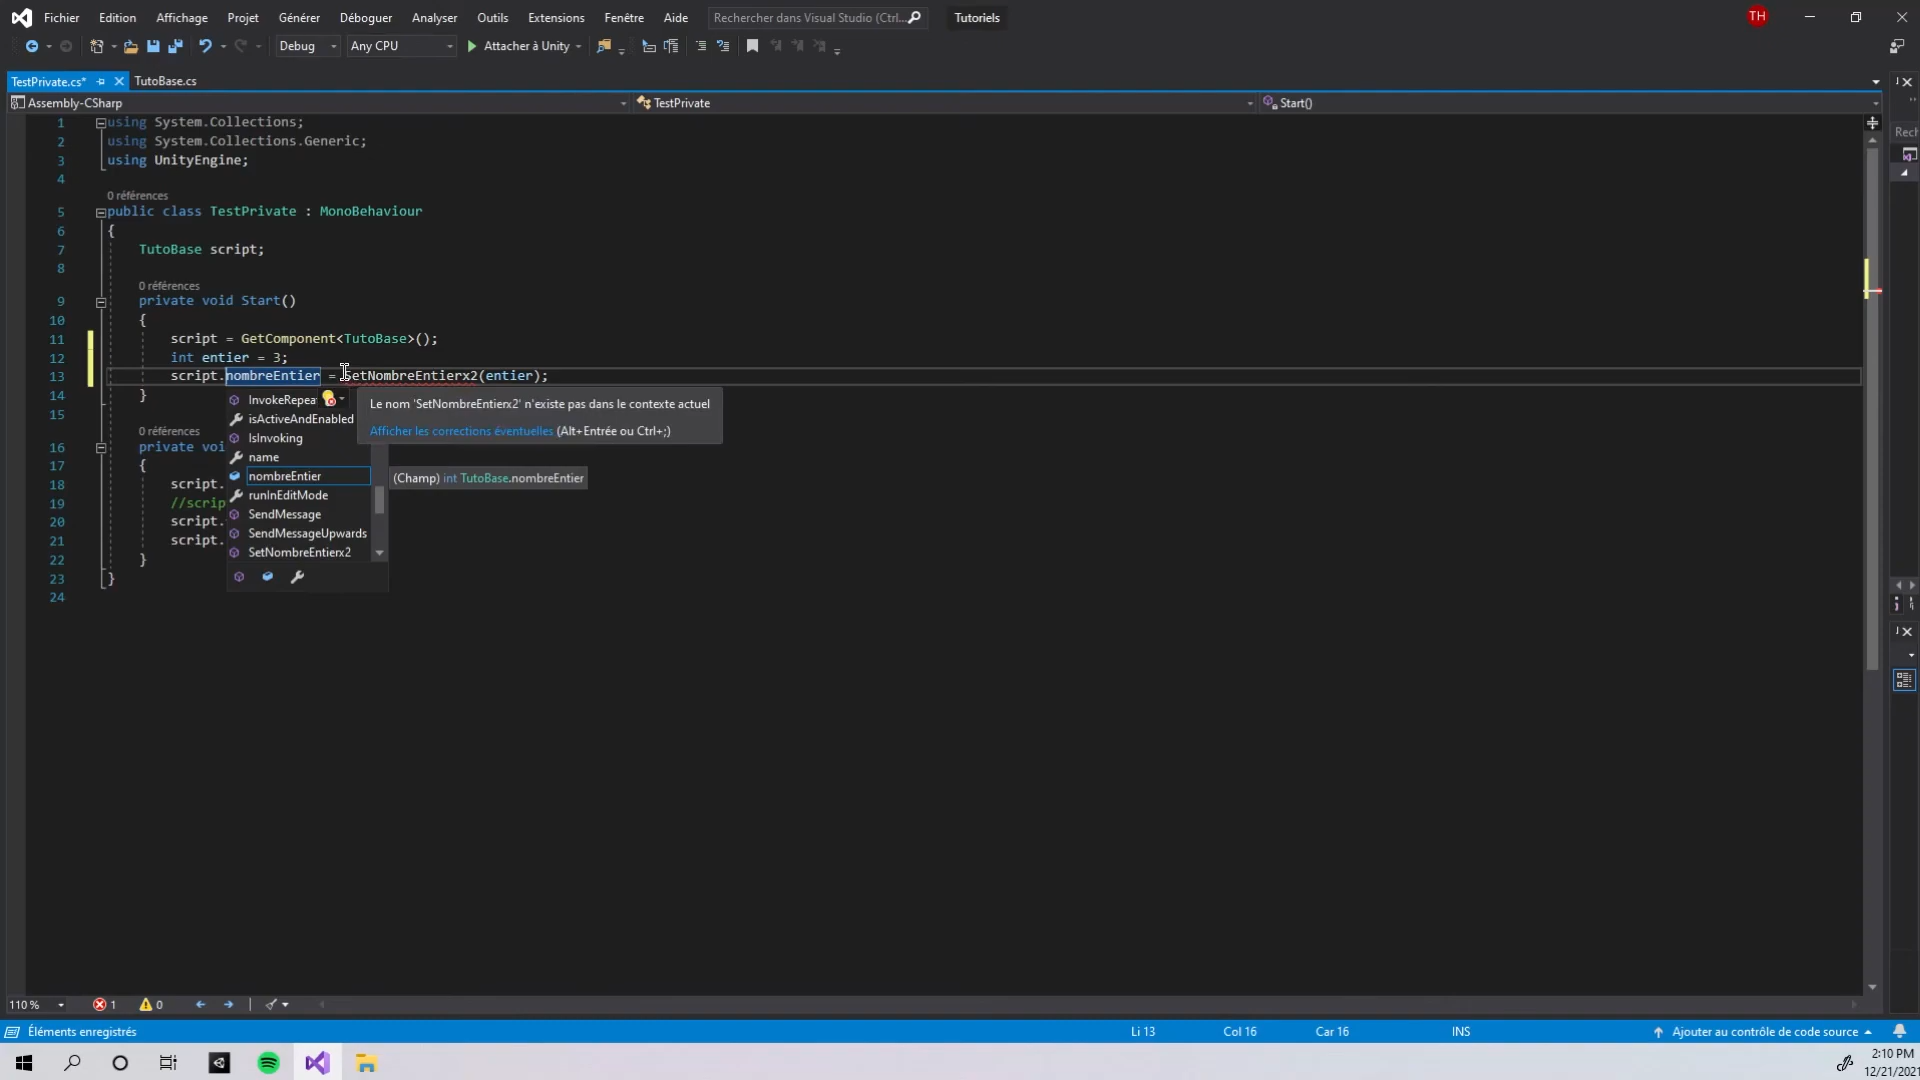 Fichier Edition Affichage Projet Générer Déboguer Analyser Outils Extensions Fenêtre Aide Rechercher dans Visual Studio (Ctrl... Tutoriels TH
Debug Any CPU Attacher à Unity
TestPrivate.cs* TutoBase.cs
Assembly-CSharp TestPrivate Start()
1 using System.Collections;
2 using System.Collections.Generic;
3 using UnityEngine;
4
0 références
5 public class TestPrivate : MonoBehaviour
6 {
7 TutoBase script;
8
0 références
9 private void Start()
10 {
11 script = GetComponent<TutoBase>();
12 int entier = 3;
13 script.nombreEntier = SetNombreEntierx2(entier);
14 }
InvokeRepea
Le nom 'SetNombreEntierx2' n'existe pas dans le contexte actuel
15
isActiveAndEnabled
Afficher les corrections éventuelles (Alt+Entrée ou Ctrl+;)
0 références
IsInvoking
16 private voi
name
17 {
nombreEntier
(Champ) int TutoBase.nombreEntier
18 script.
runInEditMode
19 //scrip
SendMessage
20 script.
SendMessageUpwards
21 script.
SetNombreEntierx2
22 }
23 }
24
Rech
110 % 1 0
Éléments enregistrés Li 13 Col 16 Car 16 INS Ajouter au contrôle de code source
2:10 PM
12/21/2021